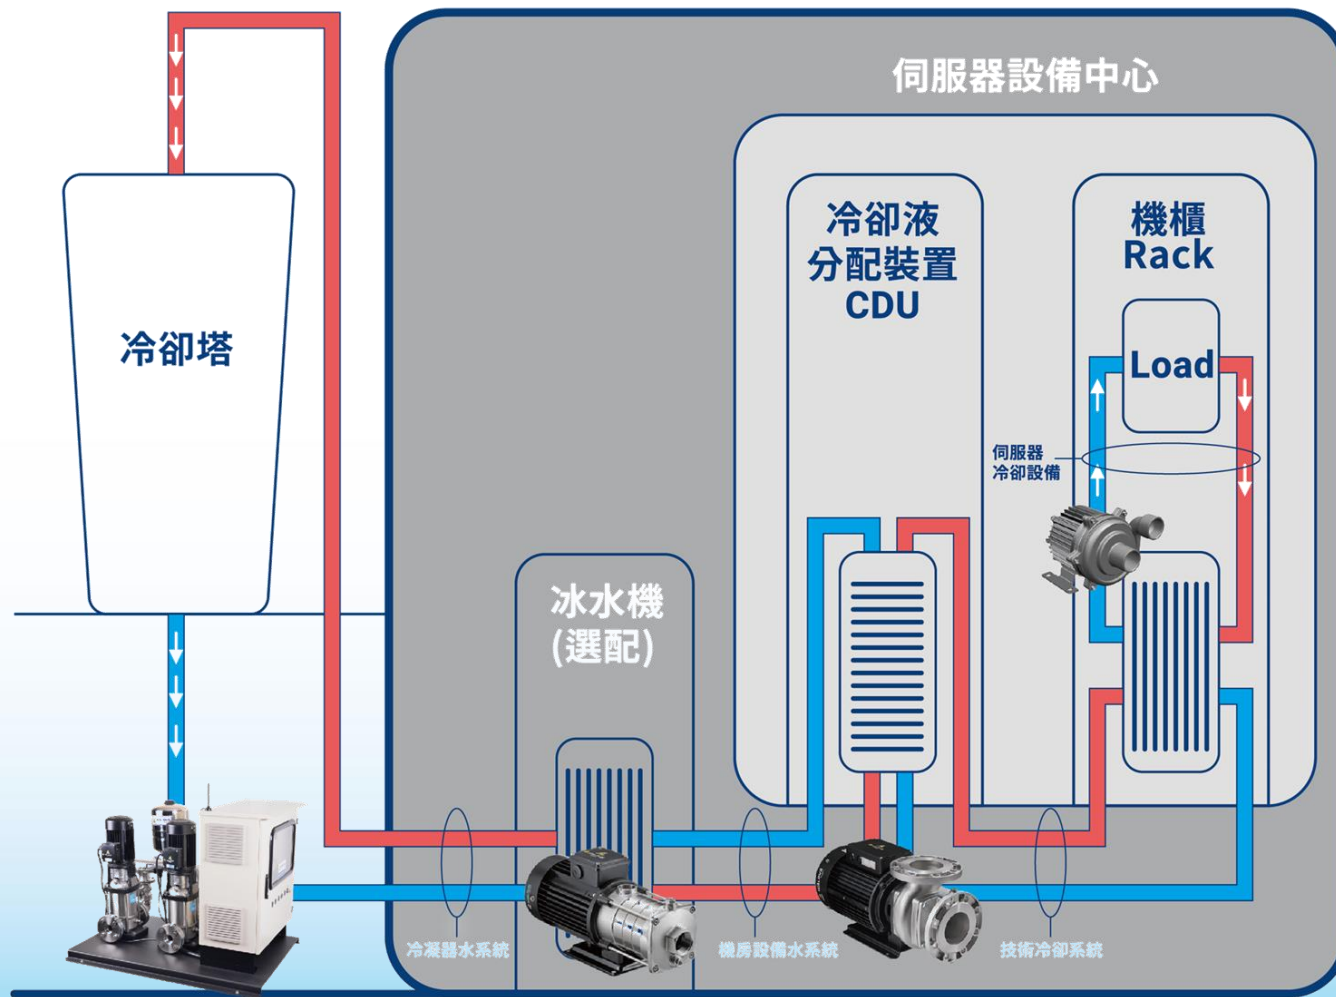 伺服器設備中心
冷卻液
分配裝置
CDU
機櫃
Rack
冷卻塔
Load
伺服器
冷卻設備
冰水機
(選配)
冷凝器水系統
機房設備水系統
技術冷卻系統